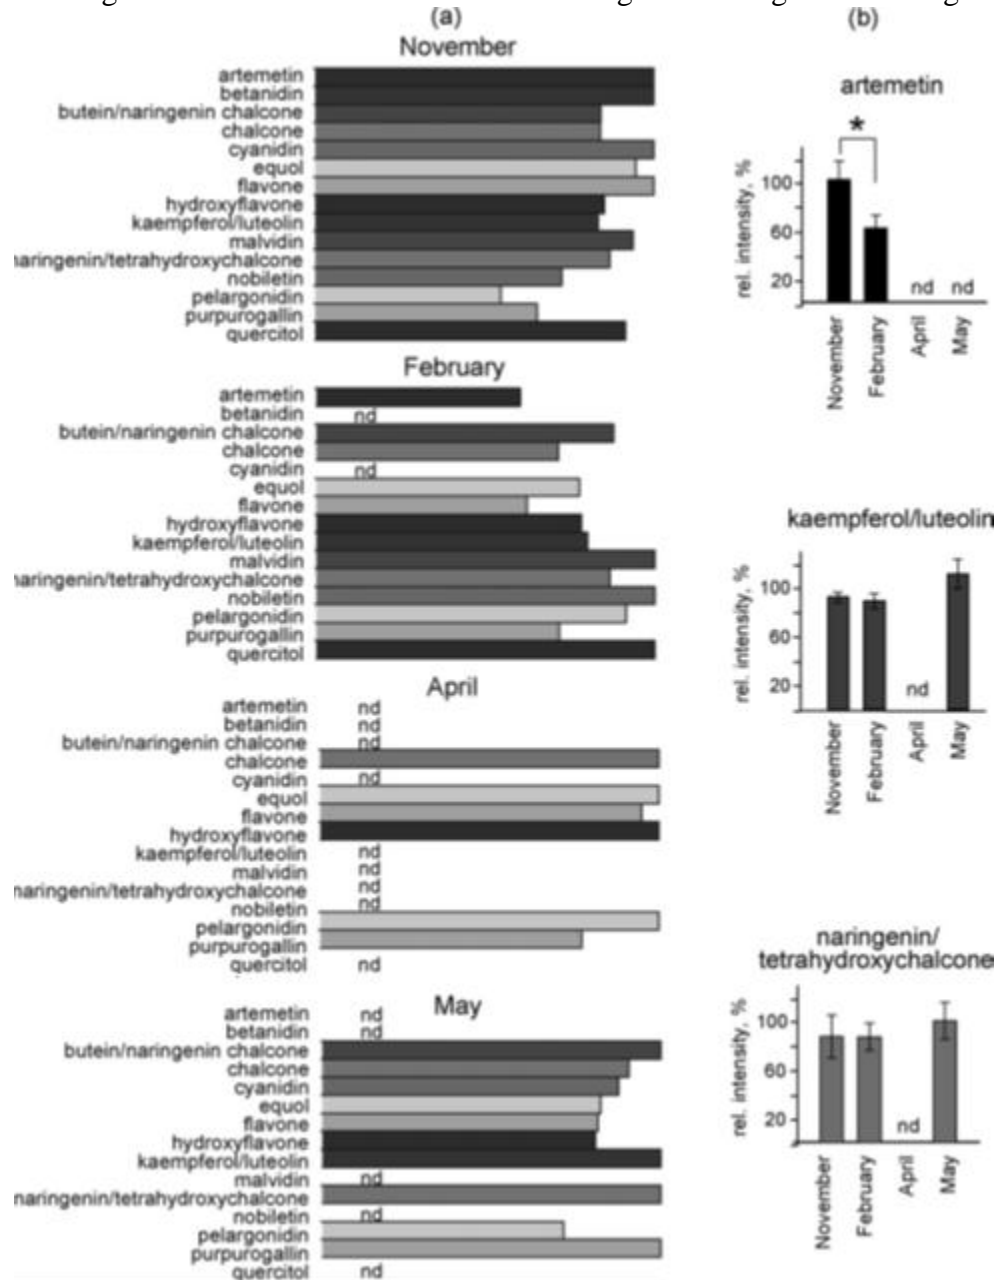 (a)
November
artemetin
betanidin
butein/naringenin chalcone
chalcone
cyanidin
equol
flavone
hydroxyflavone
kaempferol/luteolin
malvidin
naringenin/tetrahydroxychalcone
nobiletin
pelargonidin
purpurogallin
quercitol
February
artemetin
betanidin nd
butein/naringenin chalcone
chalcone
cyanidin nd
equol
flavone
hydroxyflavone
kaempferol/luteolin
malvidin
naringenin/tetrahydroxychalcone
nobiletin
pelargonidin
purpurogallin
quercitol
April
artemetin nd
betanidin nd
butein/naringenin chalcone nd
chalcone
cyanidin nd
equol
flavone
hydroxyflavone
kaempferol/luteolin nd
malvidin nd
naringenin/tetrahydroxychalcone nd
nobiletin nd
pelargonidin
purpurogallin
quercitol nd
May
artemetin nd
betanidin nd
butein/naringenin chalcone
chalcone
cyanidin
equol
flavone
hydroxyflavone
kaempferol/luteolin
malvidin nd
naringenin/tetrahydroxychalcone
nobiletin nd
pelargonidin
purpurogallin
quercitol nd
(b)
artemetin
*
rel. intensity, %
100
60
20
nd nd
November
February
April
May
kaempferol/luteolin
rel. intensity, %
100
60
20
nd
November
February
April
May
naringenin/
tetrahydroxychalcone
rel. intensity, %
100
60
20
nd
November
February
April
May